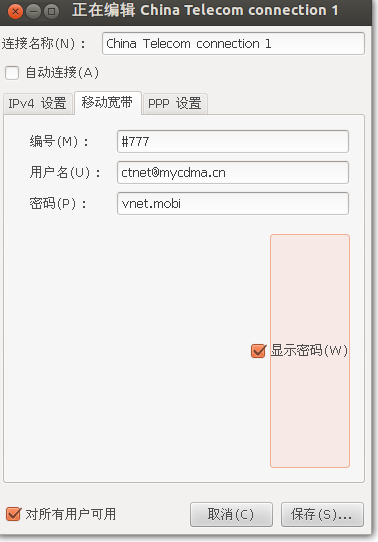 正在编辑 China Telecom connection 1
连接名称(N)： China Telecom connection 1
自动连接(A)
IPv4 设置 移动宽带 PPP 设置
编号(M)： #777
用户名(U)： ctnet@mycdma.cn
密码(P)： vnet.mobi
显示密码(W)
对所有用户可用 取消(C) 保存(S)...